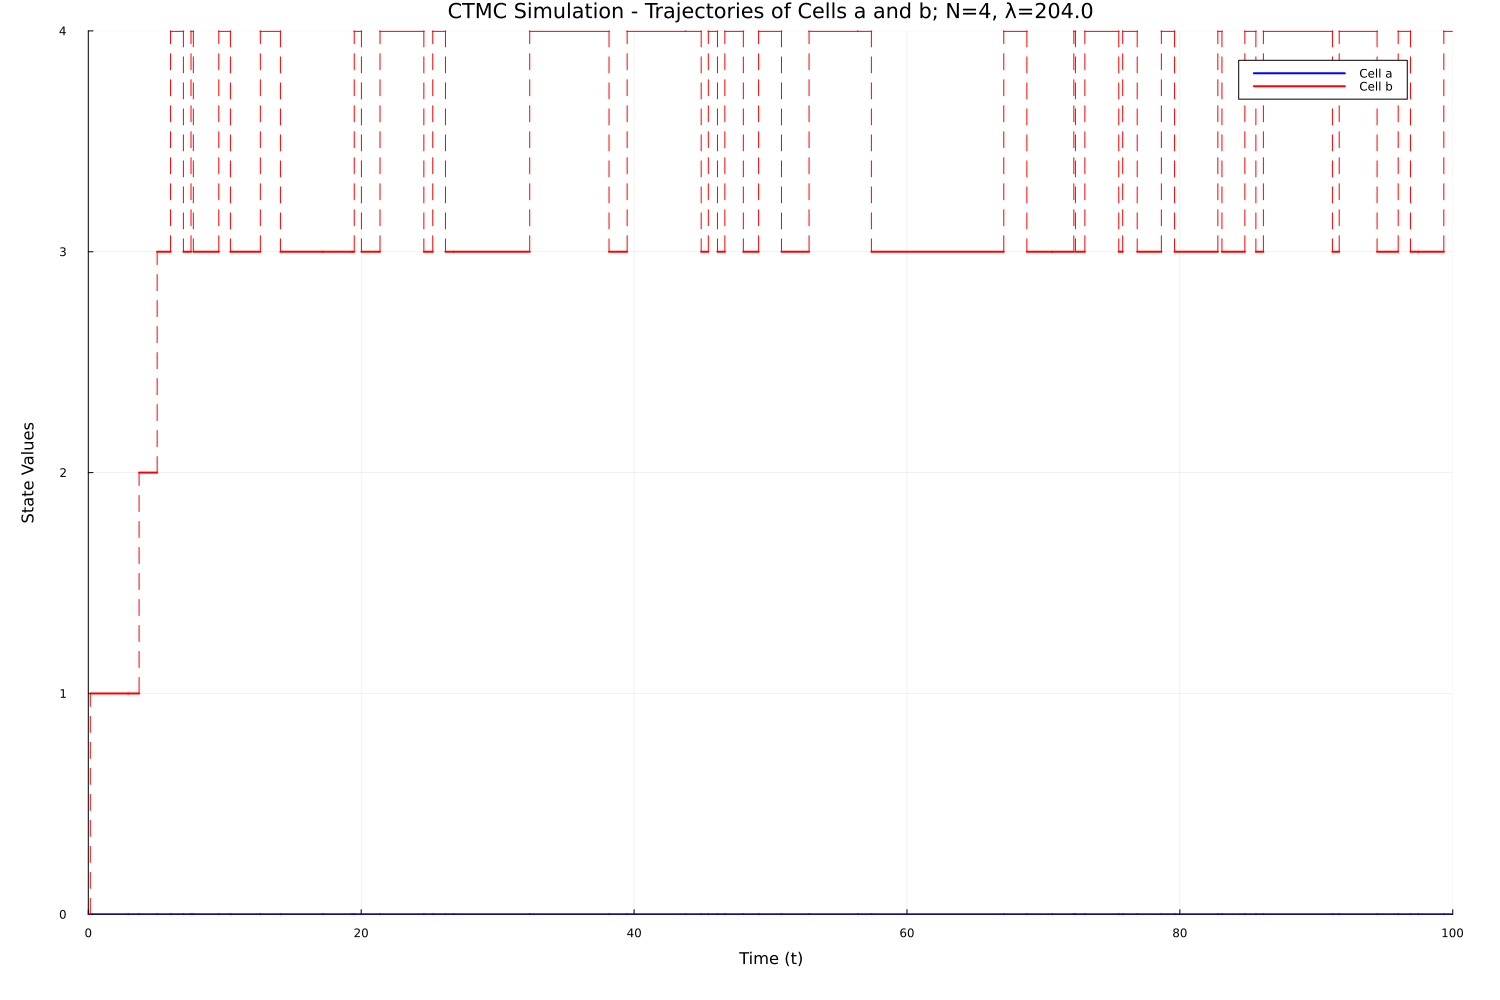 CTMC Simulation - Trajectories of Cells a and b; N=4, λ=204.0
4
Cell a
Cell b
3
State Values
2
1
0
0 20 40 60 80 100
Time (t)